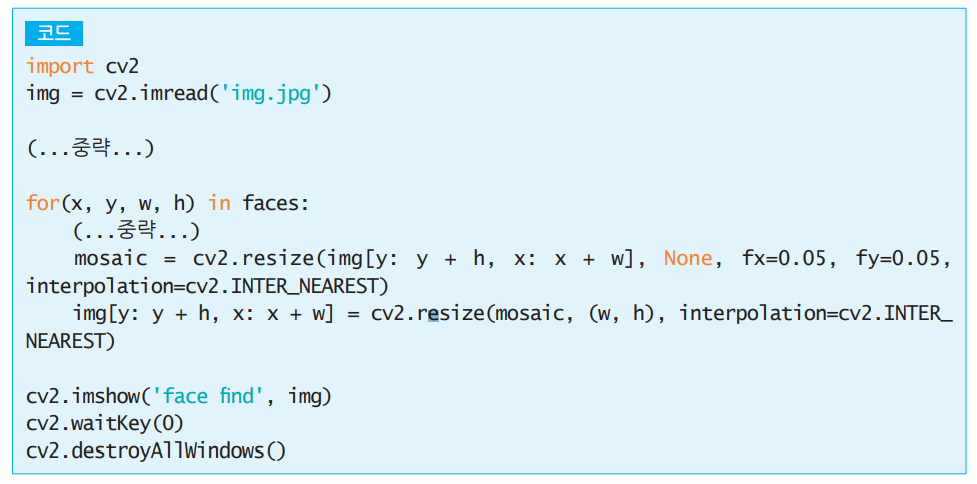 코드
import cv2
img = cv2.imread('img.jpg')
(...중략...)
for(x, y, w, h) in faces:
(...중략...)
mosaic = cv2.resize(img[y: y + h, x: x + w], None, fx=0.05, fy=0.05,
interpolation=cv2.INTER_NEAREST)
img[y: y + h, x: x + w] = cv2.resize(mosaic, (w, h), interpolation=cv2.INTER_
NEAREST)
cv2.imshow('face find', img)
cv2.waitKey(0)
cv2.destroyAllWindows()